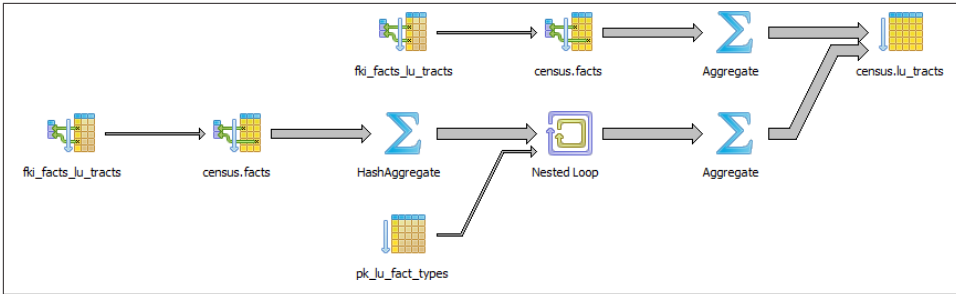 fki_facts_lu_tracts census.facts Aggregate census.lu_tracts
fki_facts_lu_tracts census.facts HashAggregate Nested Loop Aggregate
pk_lu_fact_types